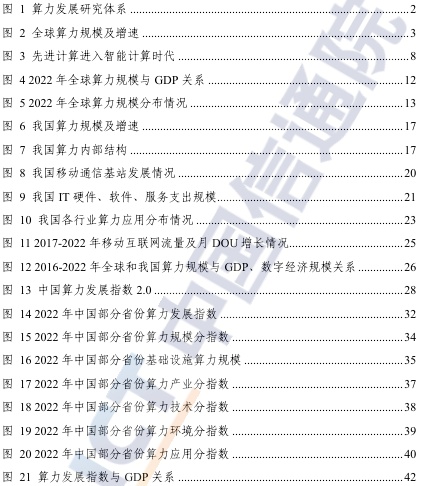 图 1 算力发展研究体系 ........ 2
图 2 全球算力规模及增速 ........ 3
图 3 先进计算进入智能计算时代 ........ 8
图 4 2022 年全球算力规模与 GDP 关系 ........ 12
图 5 2022 年全球算力规模分布情况 ........ 13
图 6 我国算力规模及增速 ........ 17
图 7 我国算力内部结构 ........ 17
图 8 我国移动通信基站发展情况 ........ 20
图 9 我国 IT 硬件、软件、服务支出规模 ........ 21
图 10 我国各行业算力应用分布情况 ........ 23
图 11 2017-2022 年移动互联网流量及月 DOU 增长情况 ........ 25
图 12 2016-2022 年全球和我国算力规模与 GDP、数字经济规模关系 ........ 26
图 13 中国算力发展指数 2.0 ........ 28
图 14 2022 年中国部分省份算力发展指数 ........ 32
图 15 2022 年中国部分省份算力规模分指数 ........ 34
图 16 2022 年中国部分省份基础设施算力规模 ........ 35
图 17 2022 年中国部分省份算力产业分指数 ........ 37
图 18 2022 年中国部分省份算力技术分指数 ........ 38
图 19 2022 年中国部分省份算力环境分指数 ........ 39
图 20 2022 年中国部分省份算力应用分指数 ........ 40
图 21 算力发展指数与 GDP 关系 ........ 42
CAICT 中国信通院